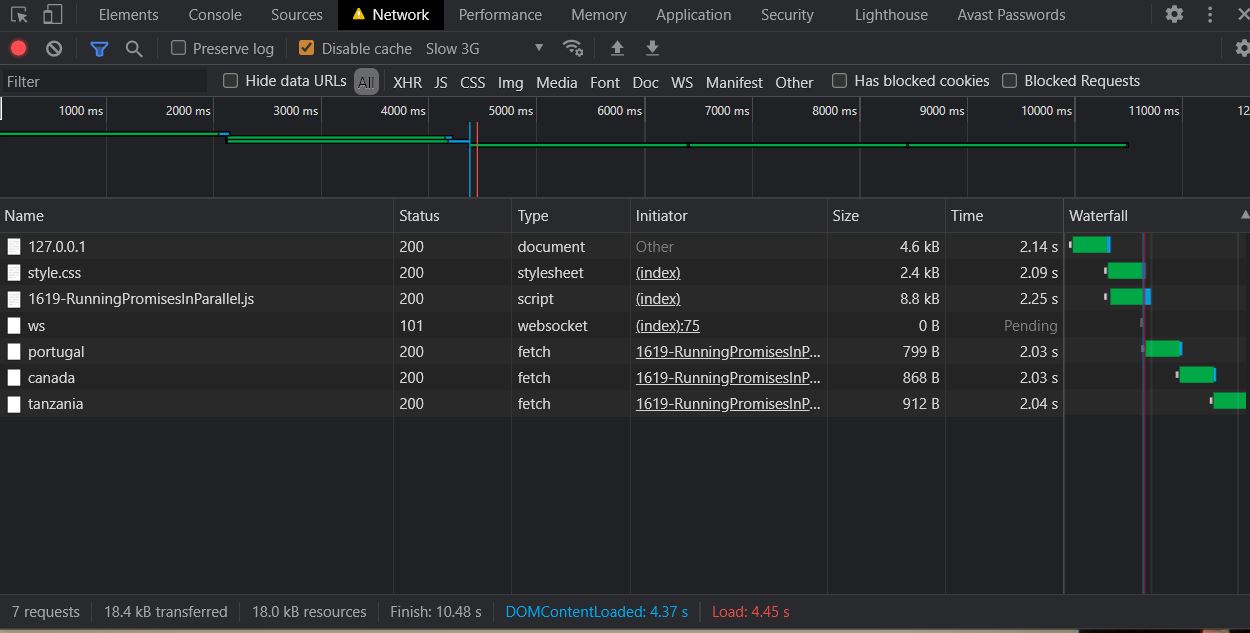 Elements Console Sources Network Performance Memory Application Security Lighthouse Avast Passwords
Preserve log Disable cache Slow 3G
Filter Hide data URLs All XHR JS CSS Img Media Font Doc WS Manifest Other Has blocked cookies Blocked Requests
1000 ms 2000 ms 3000 ms 4000 ms 5000 ms 6000 ms 7000 ms 8000 ms 9000 ms 10000 ms 11000 ms 12
Name Status Type Initiator Size Time Waterfall
127.0.0.1 200 document Other 4.6 kB 2.14 s
style.css 200 stylesheet (index) 2.4 kB 2.09 s
1619-RunningPromisesInParallel.js 200 script (index) 8.8 kB 2.25 s
ws 101 websocket (index):75 0 B Pending
portugal 200 fetch 1619-RunningPromisesInP... 799 B 2.03 s
canada 200 fetch 1619-RunningPromisesInP... 868 B 2.03 s
tanzania 200 fetch 1619-RunningPromisesInP... 912 B 2.04 s
7 requests 18.4 kB transferred 18.0 kB resources Finish: 10.48 s DOMContentLoaded: 4.37 s Load: 4.45 s